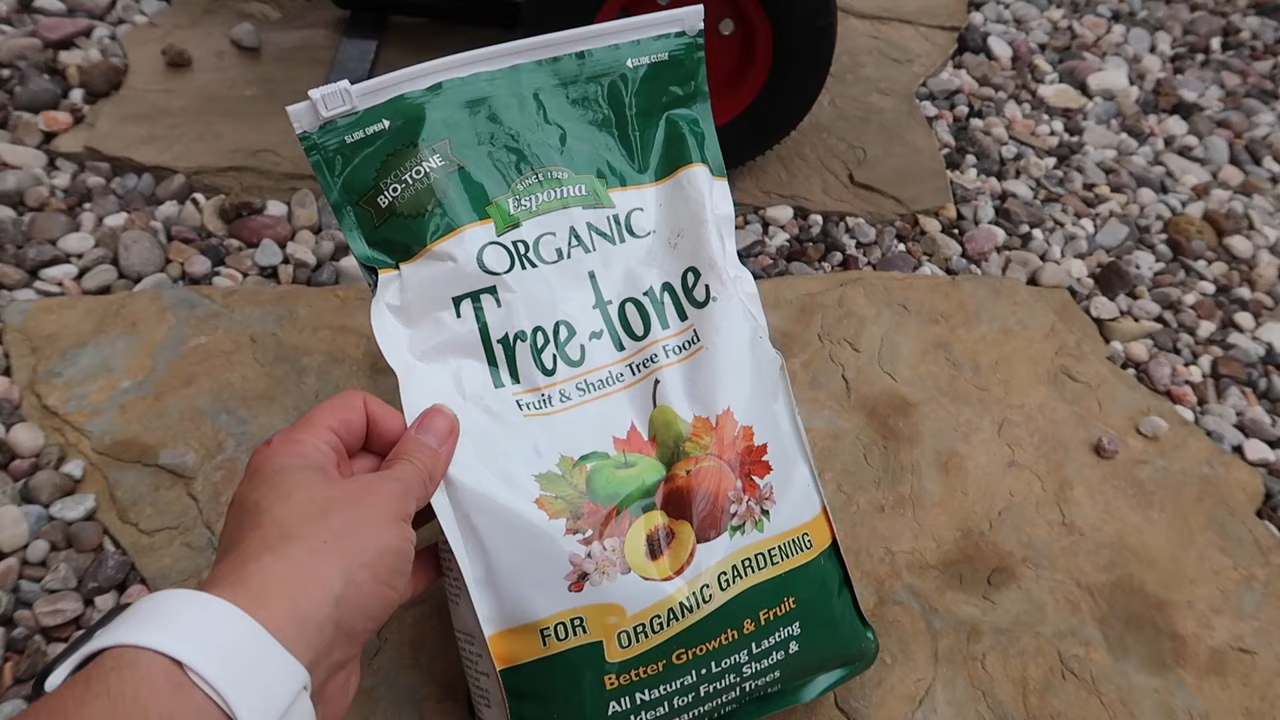 SLIDE CLOSE
SLIDE OPEN
EXCLUSIVE
BIO-TONE
FORMULA
SINCE 1929
Espoma
ORGANIC
Tree-tone®
Fruit & Shade Tree Food
FOR ORGANIC GARDENING
Better Growth & Fruit
All Natural • Long Lasting
Ideal for Fruit, Shade &
namental Trees